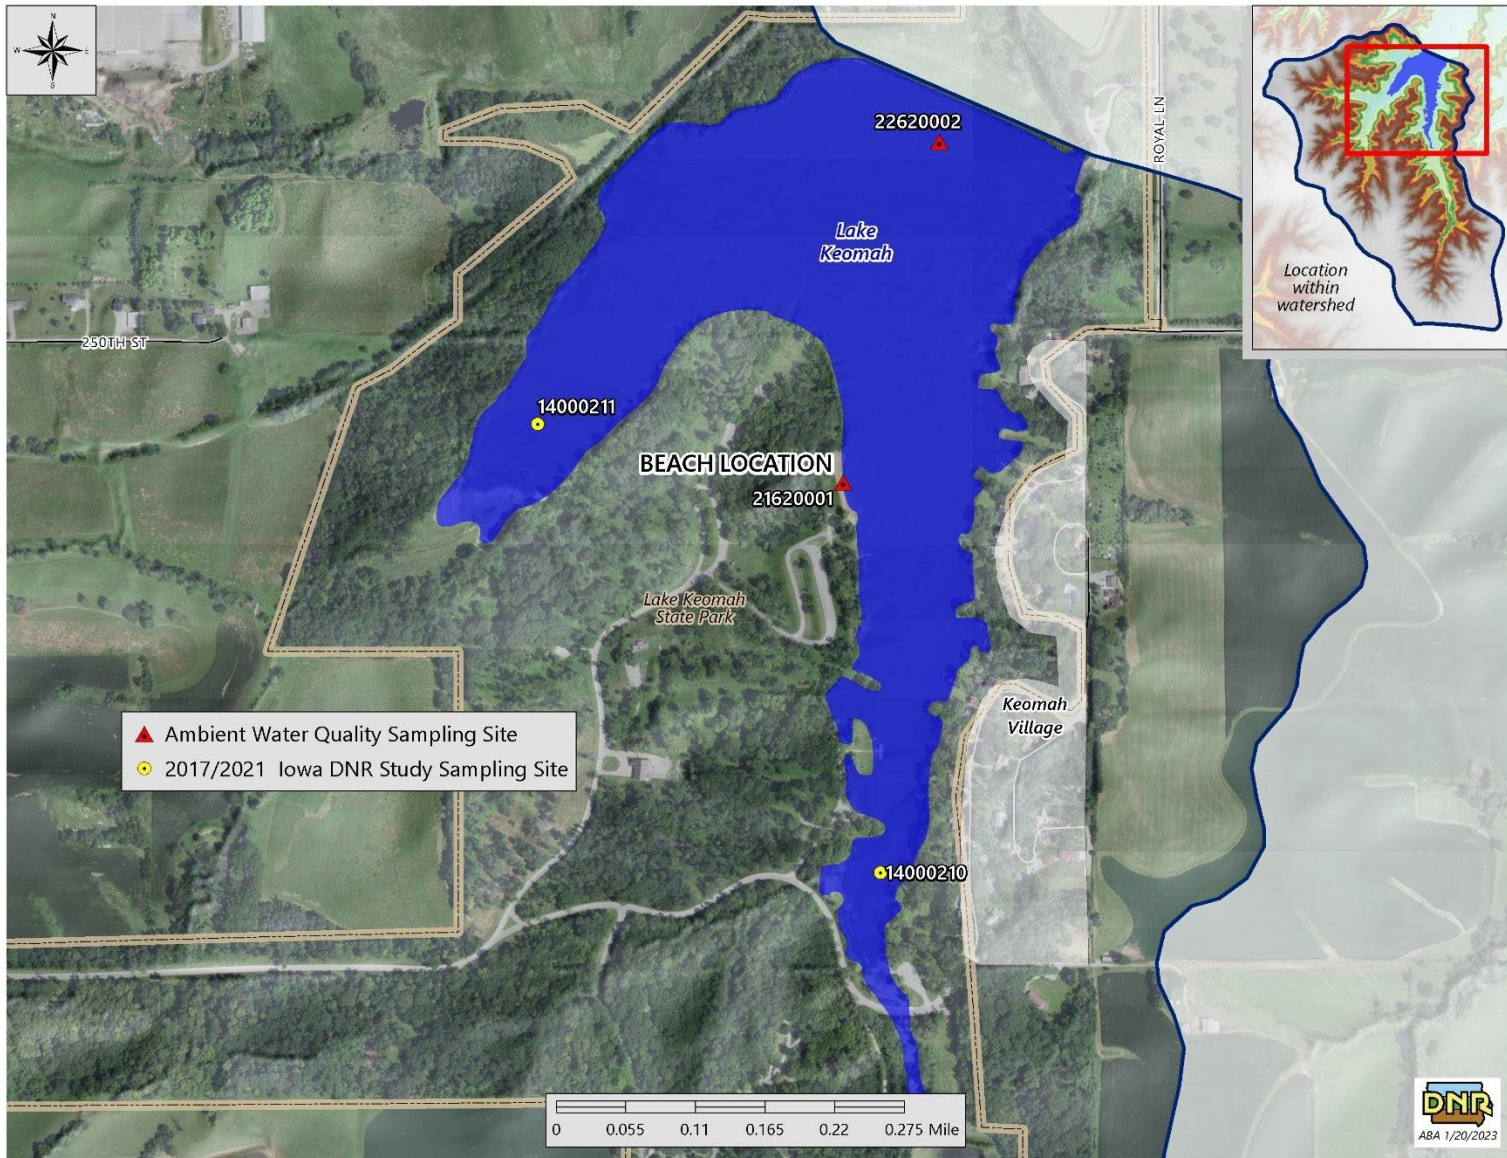 N
W E
S
22620002
ROYAL LN
Lake
Keomah
Location
within
watershed
250TH ST
14000211
BEACH LOCATION
21620001
Lake Keomah
State Park
Keomah
Village
Ambient Water Quality Sampling Site
2017/2021 Iowa DNR Study Sampling Site
14000210
0 0.055 0.11 0.165 0.22 0.275 Mile
DNR
ABA 1/20/2023